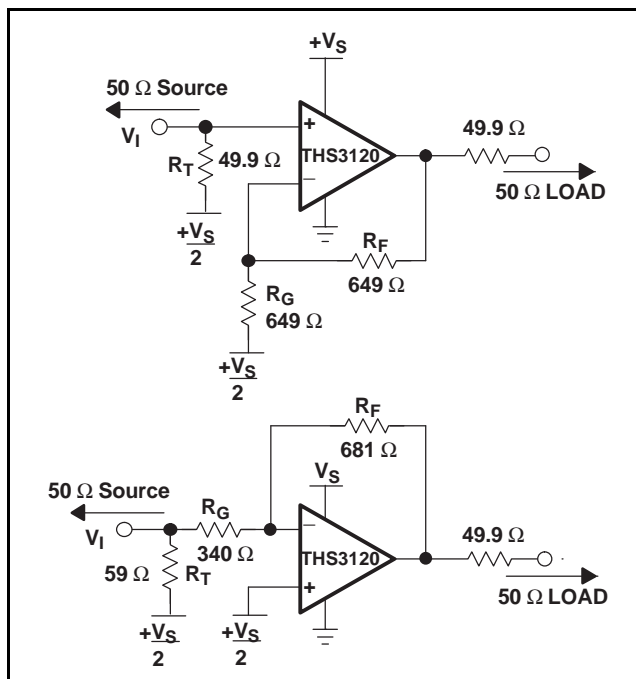 +VS
50 Ω Source
VI
+
THS3120
−
49.9 Ω
50 Ω LOAD
RT
49.9 Ω
+VS
2
RF
649 Ω
RG
649 Ω
+VS
2
RF
681 Ω
50 Ω Source
VS
RG
340 Ω
VI
−
THS3120
+
49.9 Ω
50 Ω LOAD
59 Ω
RT
+VS
2
+VS
2